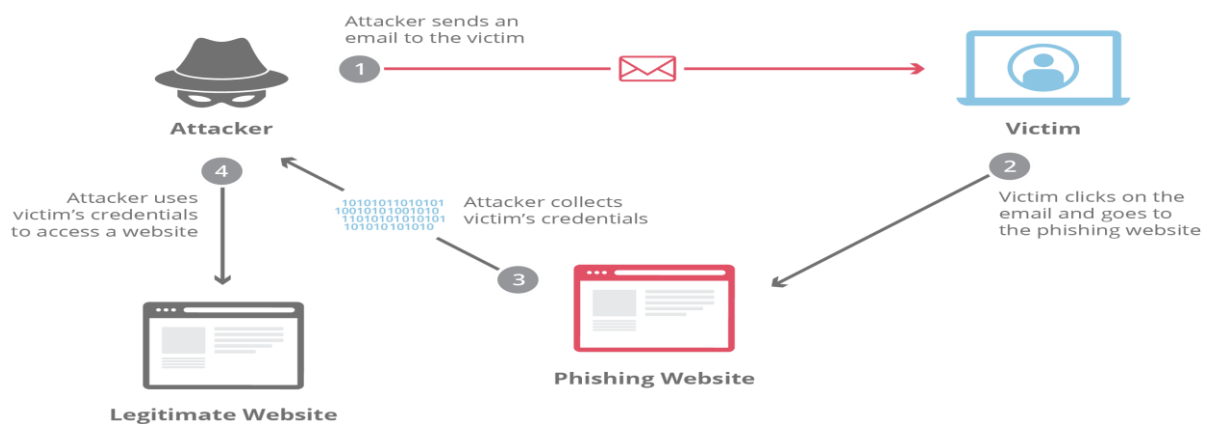 Attacker sends an
email to the victim
1
Attacker
Victim
4
Attacker uses
victim's credentials
to access a website
10101011010101
10010101001010
11010101010101
101010101010
Attacker collects
victim's credentials
3
2
Victim clicks on the
email and goes to
the phishing website
Phishing Website
Legitimate Website